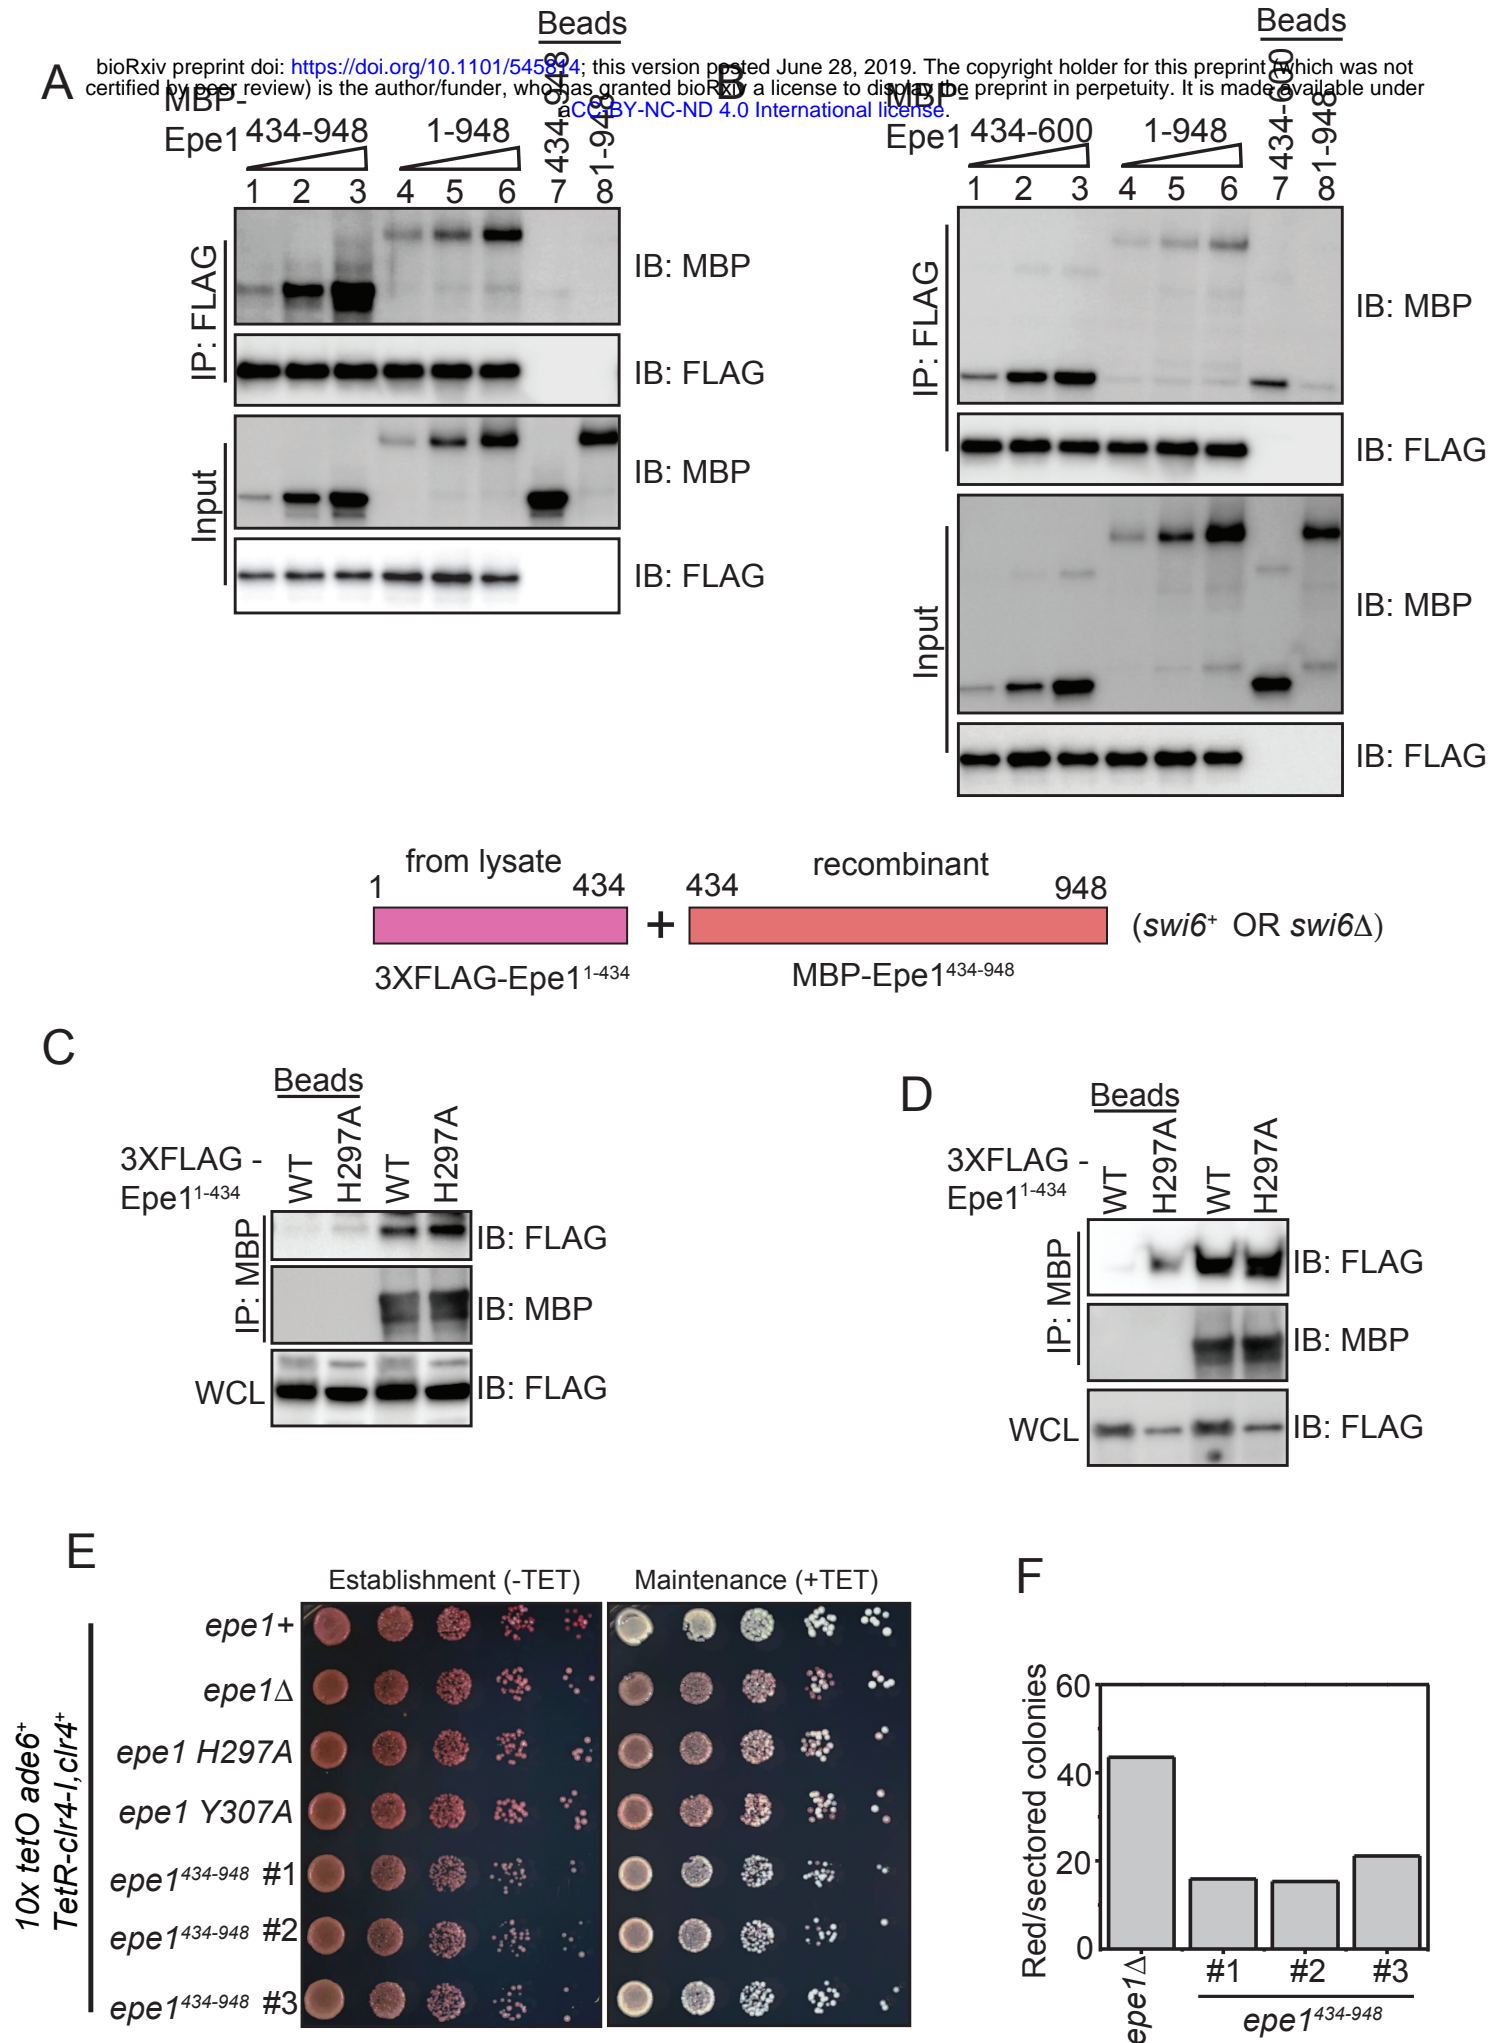 bioRxiv preprint doi: https://doi.org/10.1101/545814; this version posted June 28, 2019. The copyright holder for this preprint (which was not
certified by peer review) is the author/funder, who has granted bioRxiv a license to display the preprint in perpetuity. It is made available under
aCC-BY-NC-ND 4.0 International license.
A
Beads
MBP-
Epe1 434-948 1-948 434-948 1-948
1 2 3 4 5 6 7 8
IP: FLAG
IB: MBP
IB: FLAG
Input
IB: MBP
IB: FLAG
B
Beads
MBP-
Epe1 434-600 1-948 434-600 1-948
1 2 3 4 5 6 7 8
IP: FLAG
IB: MBP
IB: FLAG
Input
IB: MBP
IB: FLAG
from lysate recombinant
1 434 434 948
+ (swi6⁺ OR swi6Δ)
3XFLAG-Epe1¹⁻⁴³⁴ MBP-Epe1⁴³⁴⁻⁹⁴⁸
C
Beads
3XFLAG -
Epe1¹⁻⁴³⁴
WT H297A WT H297A
IP: MBP
IB: FLAG
IB: MBP
WCL IB: FLAG
D
Beads
3XFLAG -
Epe1¹⁻⁴³⁴
WT H297A WT H297A
IP: MBP
IB: FLAG
IB: MBP
WCL IB: FLAG
E
Establishment (-TET) Maintenance (+TET)
10x tetO ade6⁺
TetR-clr4-I,clr4⁺
epe1+
epe1Δ
epe1 H297A
epe1 Y307A
epe1⁴³⁴⁻⁹⁴⁸ #1
epe1⁴³⁴⁻⁹⁴⁸ #2
epe1⁴³⁴⁻⁹⁴⁸ #3
F
Red/sectored colonies
60
40
20
0
epe1Δ #1 #2 #3
epe1⁴³⁴⁻⁹⁴⁸